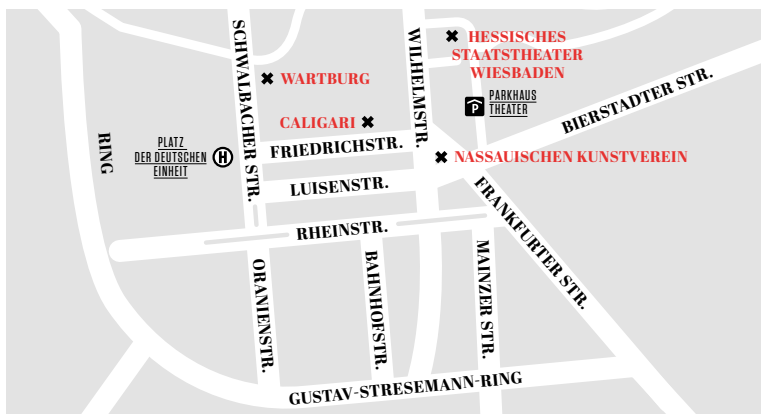 SCHWALBACHER STR.
WILHELMSTR.
HESSISCHES
STAATSTHEATER
WIESBADEN
WARTBURG
PARKHAUS
THEATER
P
BIERSTADTER STR.
CALIGARI
RING
PLATZ
DER DEUTSCHEN
EINHEIT
H
FRIEDRICHSTR.
NASSAUISCHEN KUNSTVEREIN
LUISENSTR.
FRANKFURTER STR.
RHEINSTR.
ORANIENSTR.
BAHNHOFSTR.
MAINZER STR.
GUSTAV-STRESEMANN-RING